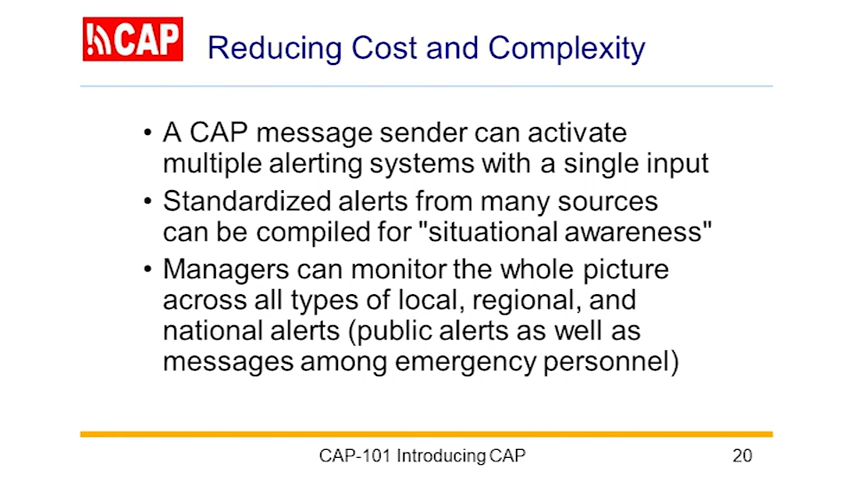 CAP
Reducing Cost and Complexity
• A CAP message sender can activate
multiple alerting systems with a single input
• Standardized alerts from many sources
can be compiled for "situational awareness"
• Managers can monitor the whole picture
across all types of local, regional, and
national alerts (public alerts as well as
messages among emergency personnel)
CAP-101 Introducing CAP
20